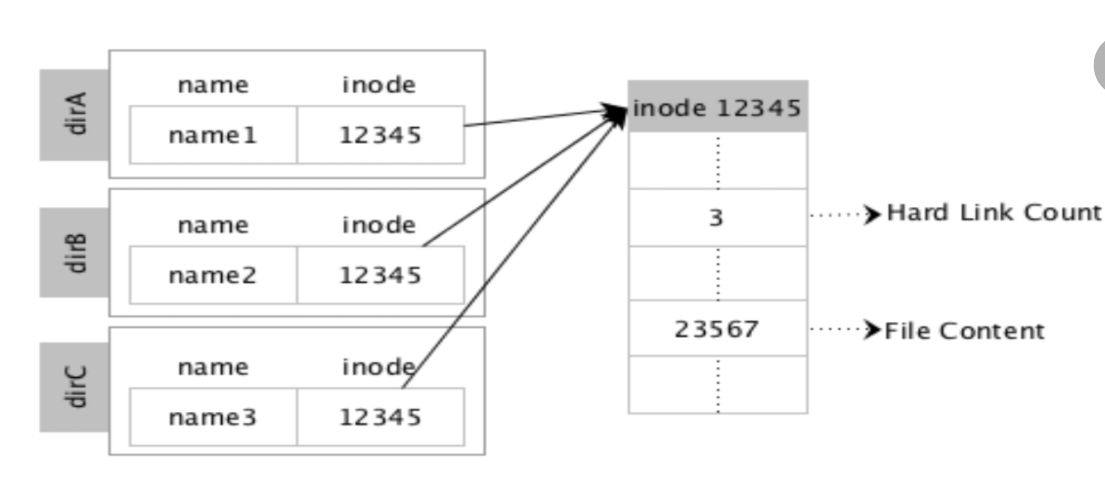 dirA
name inode
name1 12345
dirB
name inode
name2 12345
dirC
name inode
name3 12345
inode 12345
3 Hard Link Count
23567 File Content